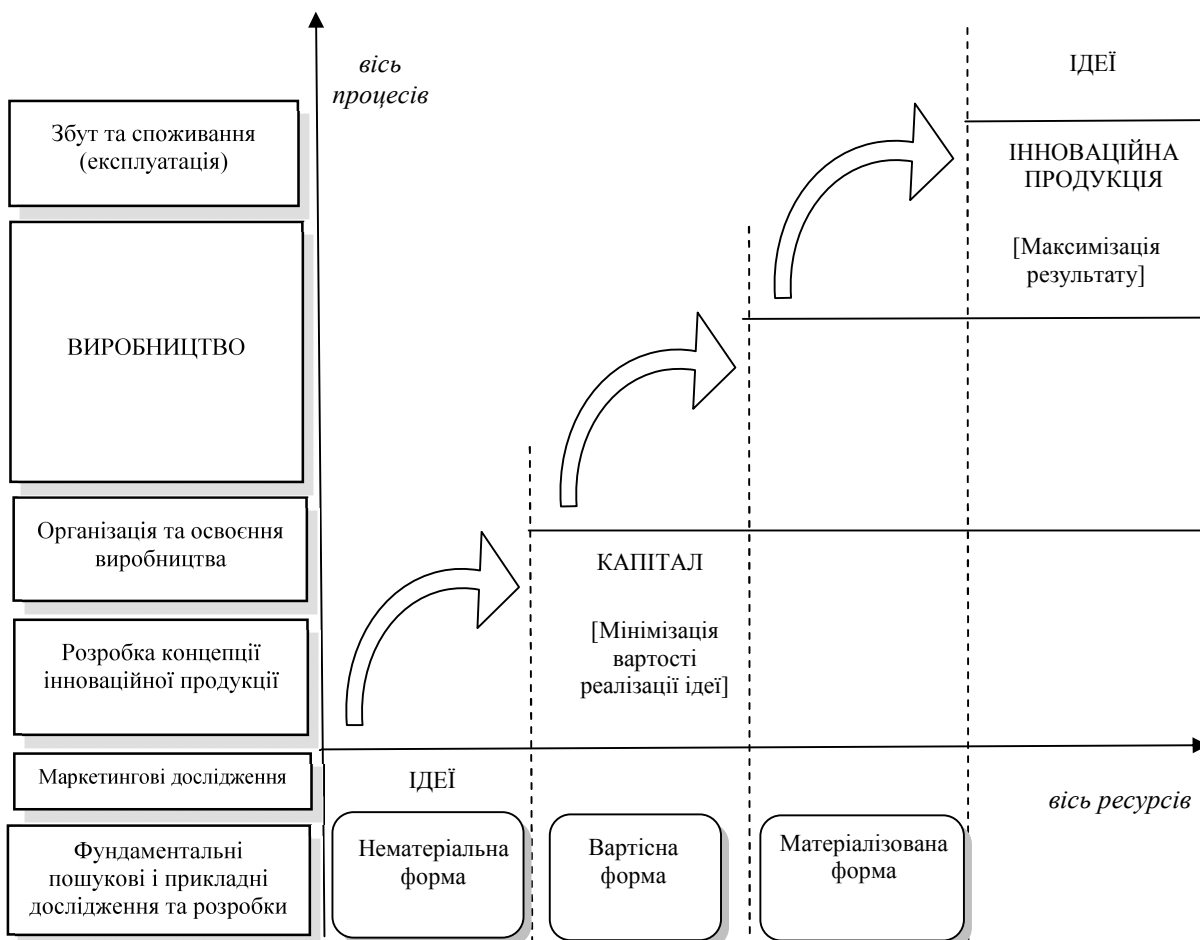 вісь
процесів
ІДЕЇ
Збут та споживання
(експлуатація)
ІННОВАЦІЙНА
ПРОДУКЦІЯ
[Максимізація
результату]
ВИРОБНИЦТВО
Організація та освоєння
виробництва
КАПІТАЛ
[Мінімізація
вартості
реалізації ідеї]
Розробка концепції
інноваційної продукції
Маркетингові дослідження
ІДЕЇ
вісь ресурсів
Фундаментальні
пошукові і прикладні
дослідження та розробки
Нематеріальна
форма
Вартісна
форма
Матеріалізована
форма